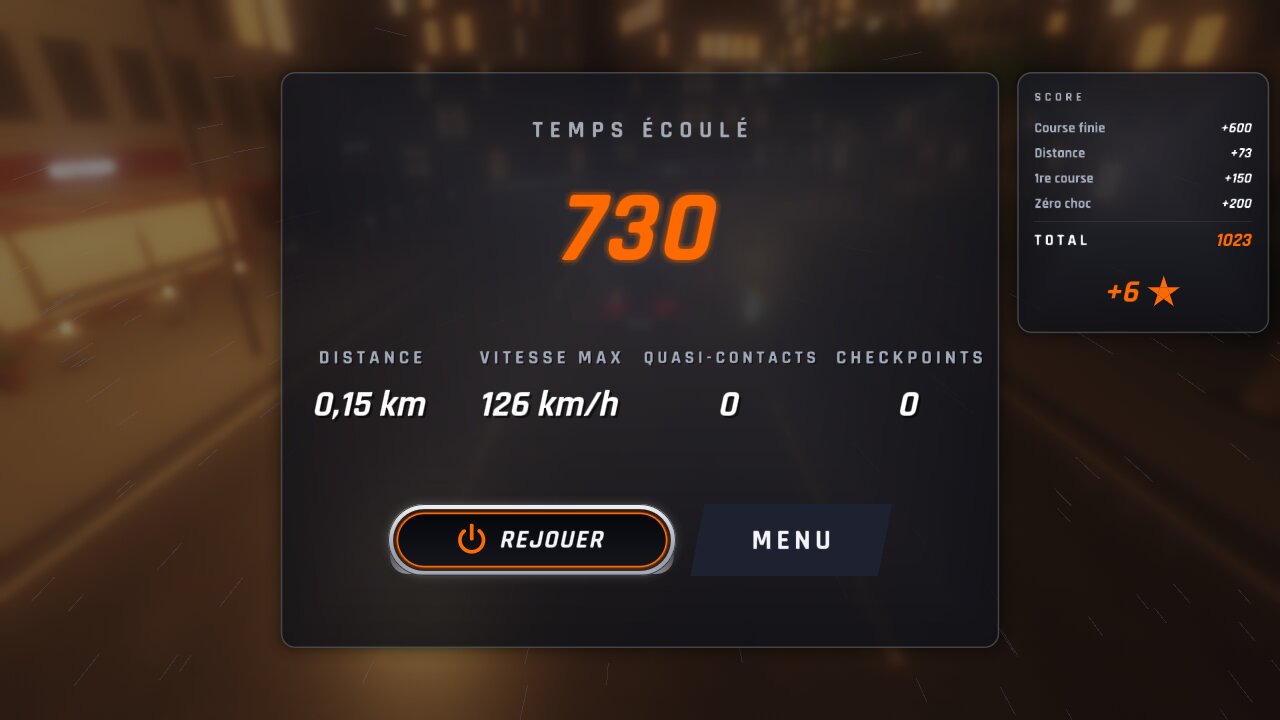 TEMPS ÉCOULÉ
730
DISTANCE VITESSE MAX QUASI-CONTACTS CHECKPOINTS
0,15 km 126 km/h 0 0
REJOUER MENU
SCORE
Course finie +600
Distance +73
1re course +150
Zéro choc +200
TOTAL 1023
+6